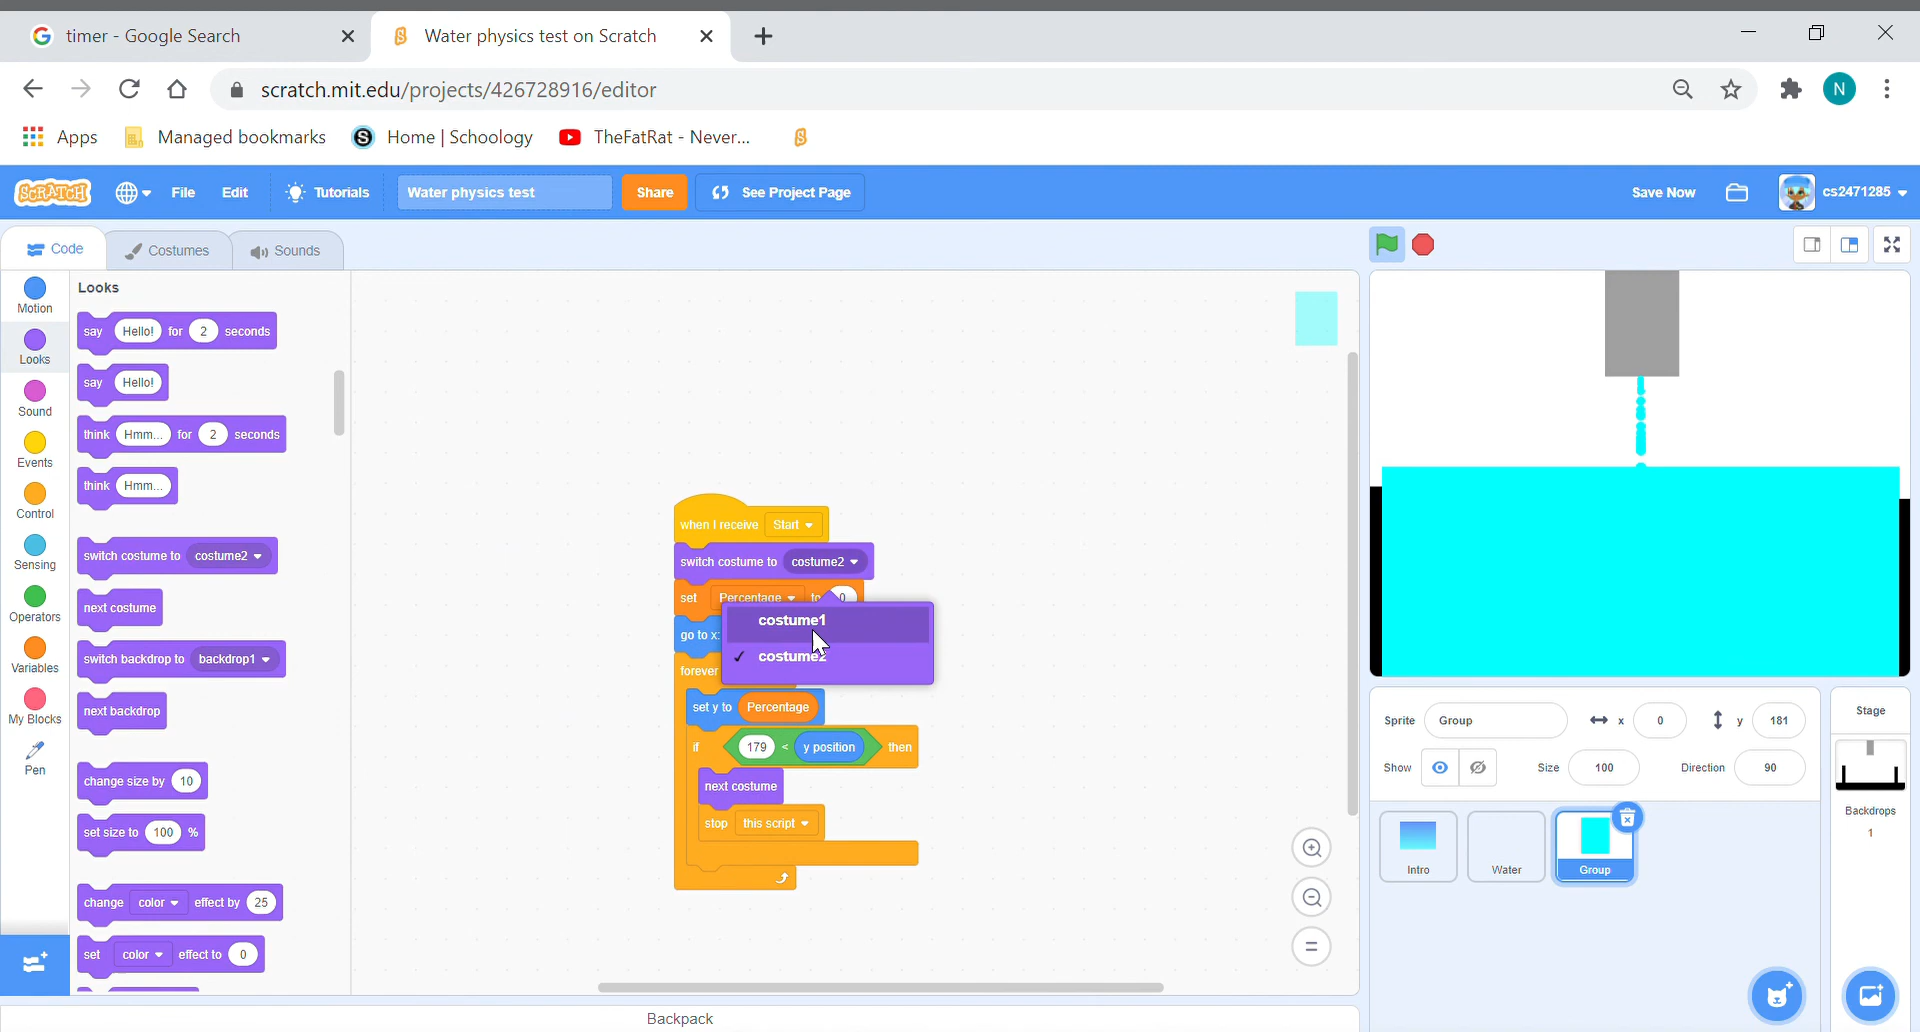 timer - Google Search
Water physics test on Scratch
scratch.mit.edu/projects/426728916/editor
N
Apps
Managed bookmarks
Home | Schoology
TheFatRat - Never...
SCRATCH
File
Edit
Tutorials
Water physics test
Share
See Project Page
Save Now
cs2471285
Code
Costumes
Sounds
Motion
Looks
Sound
Events
Control
Sensing
Operators
Variables
My Blocks
Pen
Looks
say Hello! for 2 seconds
say Hello!
think Hmm... for 2 seconds
think Hmm...
switch costume to costume2
next costume
switch backdrop to backdrop1
next backdrop
change size by 10
set size to 100 %
change color effect by 25
set color effect to 0
when I receive Start
switch costume to costume2
set Percentage to 0
go to x:
forever
costume1
costume2
set y to Percentage
if 179 < y position then
next costume
stop this script
Backpack
Sprite Group x 0 y 181
Show Size 100 Direction 90
Intro
Water
Group
Stage
Backdrops
1